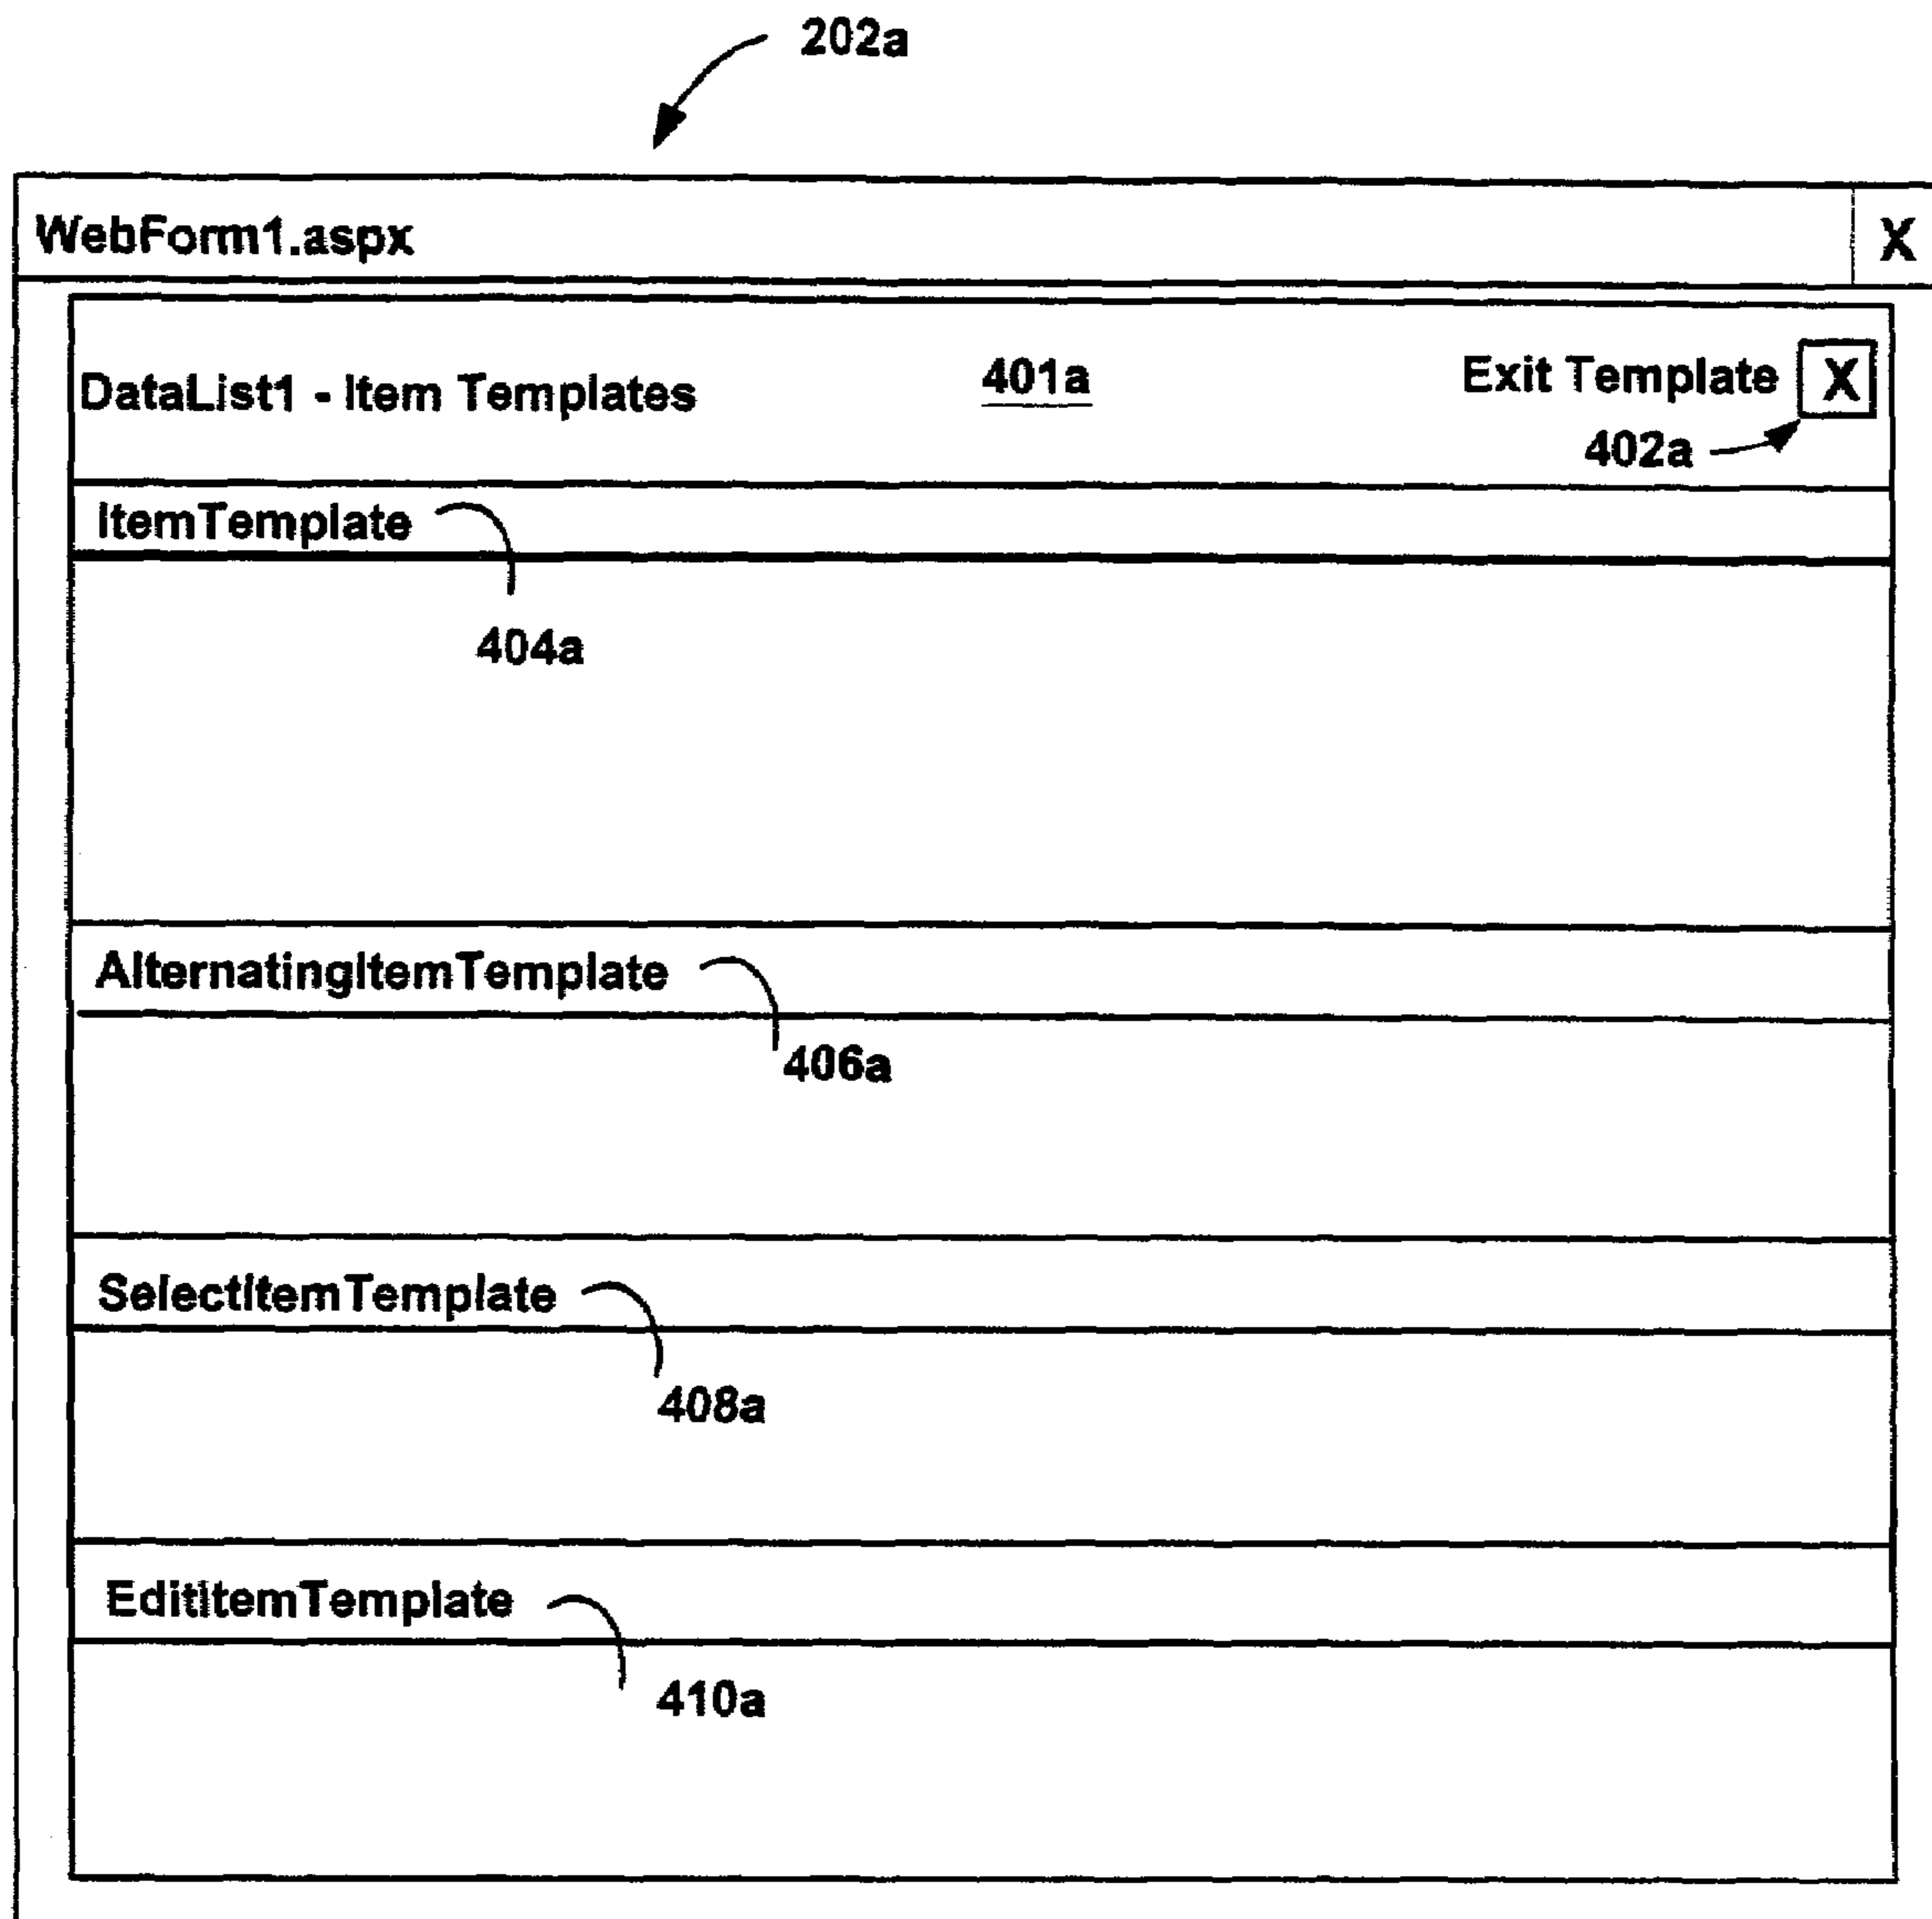 202a
WebForm1.aspx X
DataList1 - Item Templates 401a Exit Template X
402a
ItemTemplate
404a
AlternatingItemTemplate
406a
SelectItemTemplate
408a
EditItemTemplate
410a